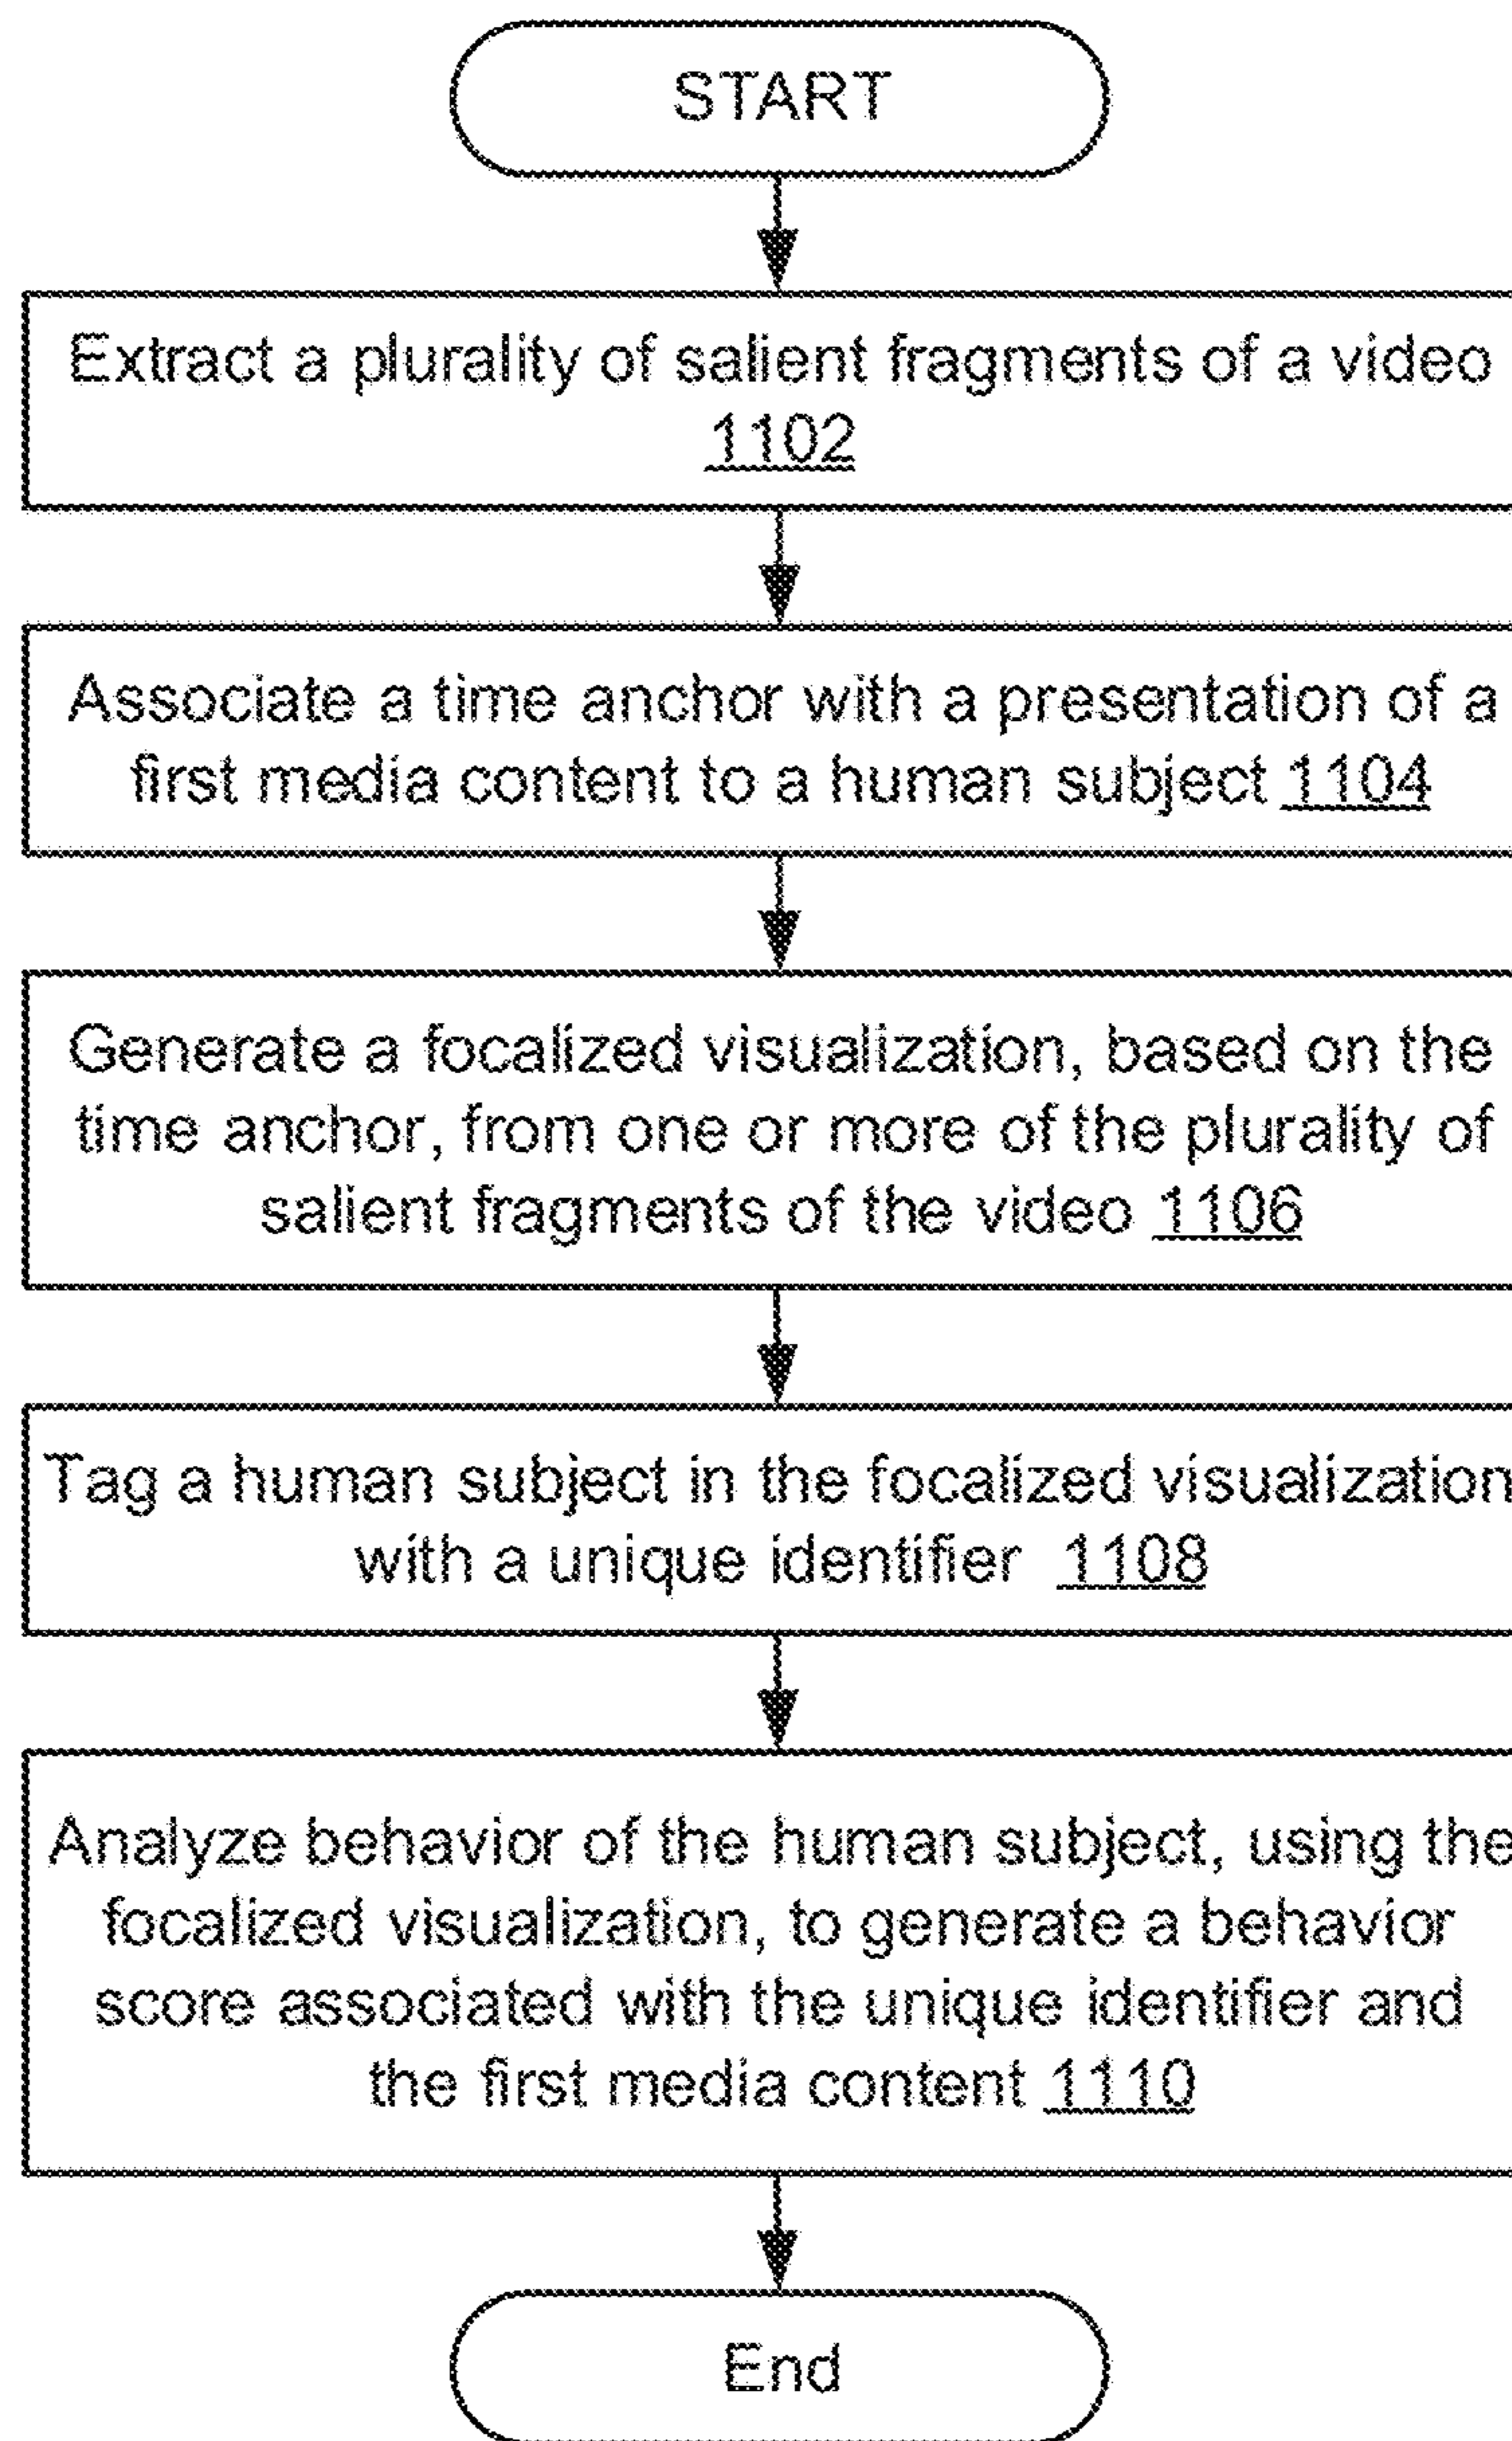 START
Extract a plurality of salient fragments of a video
1102
Associate a time anchor with a presentation of a
first media content to a human subject 1104
Generate a focalized visualization, based on the
time anchor, from one or more of the plurality of
salient fragments of the video 1106
Tag a human subject in the focalized visualization
with a unique identifier 1108
Analyze behavior of the human subject, using the
focalized visualization, to generate a behavior
score associated with the unique identifier and
the first media content 1110
End